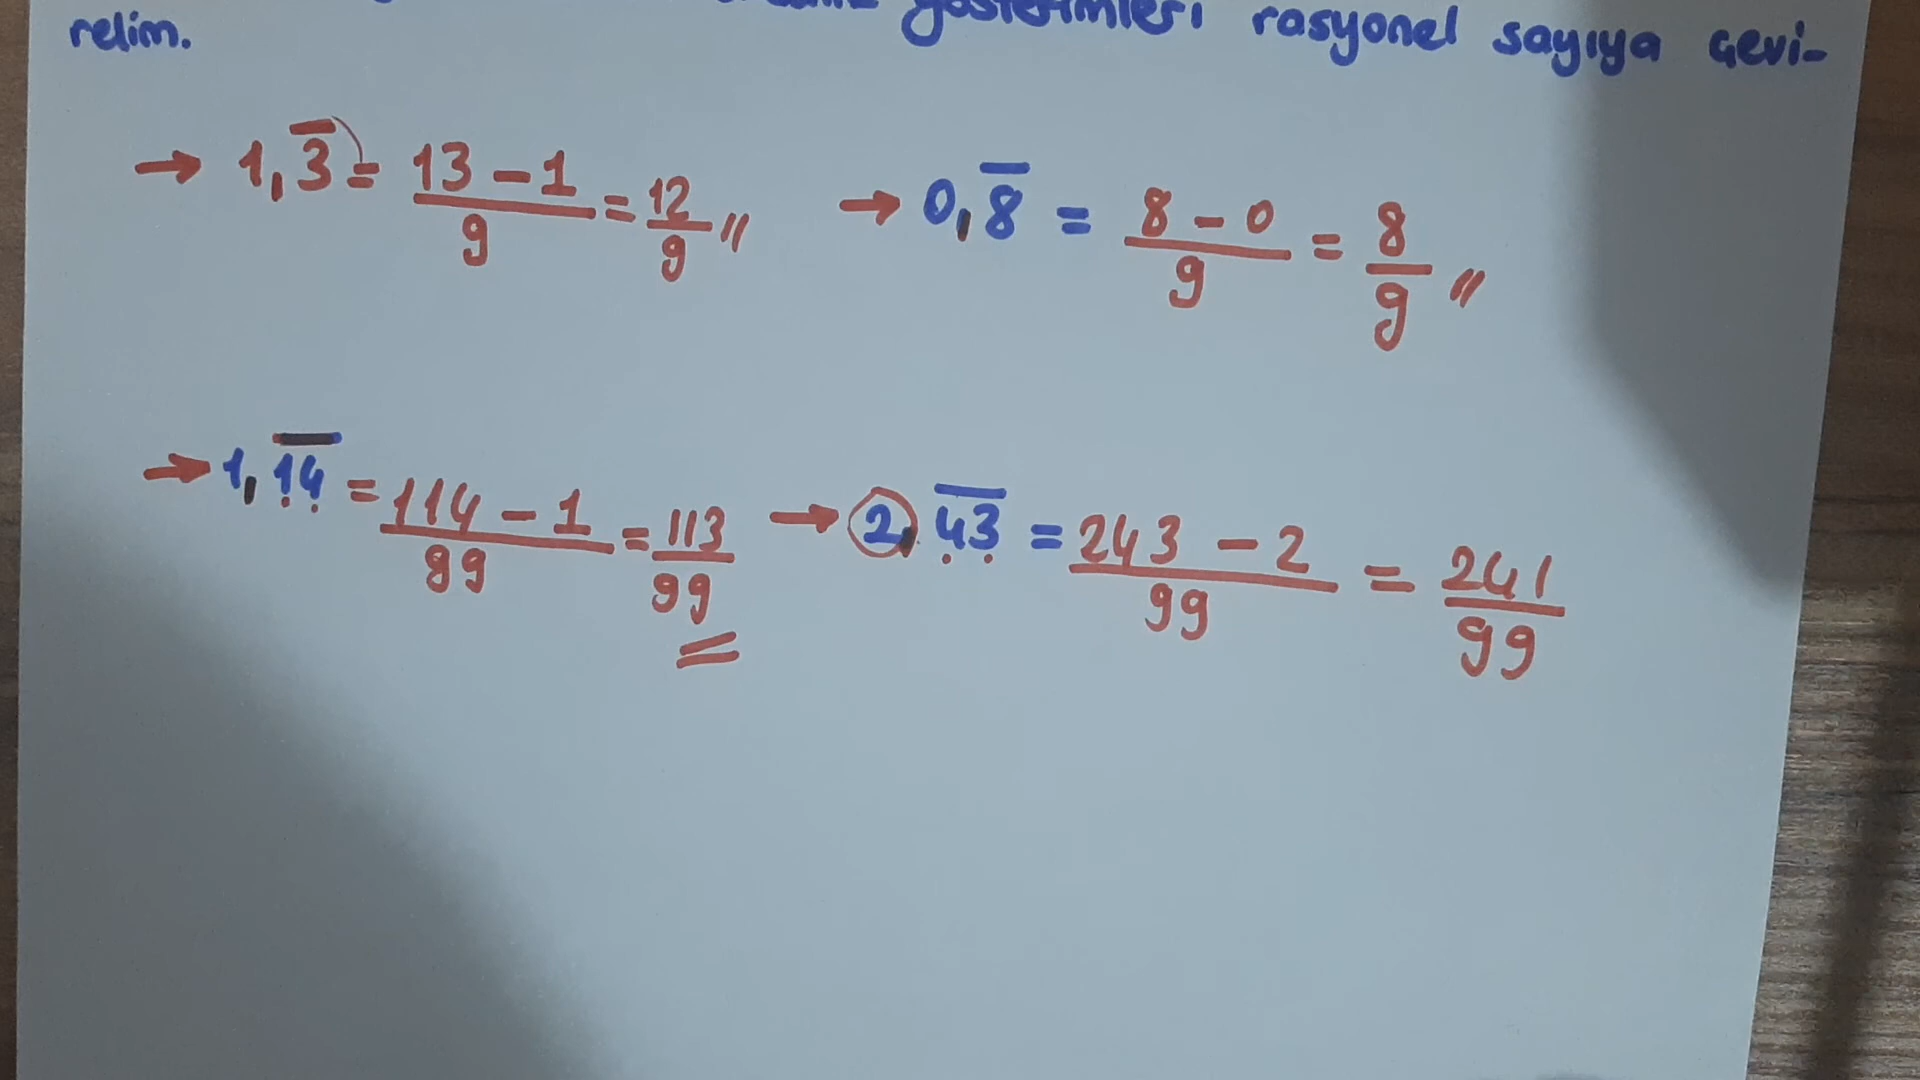 gösterimleri rasyonel sayıya çevi-
relim.
→ 1,3̅ = 13 - 1 / 9 = 12 / 9 〃 → 0,8̅ = 8 - 0 / 9 = 8 / 9 〃
→ 1,1̅4̅ = 114 - 1 / 99 = 113 / 99 → 2,4̅3̅ = 243 - 2 / 99 = 241 / 99